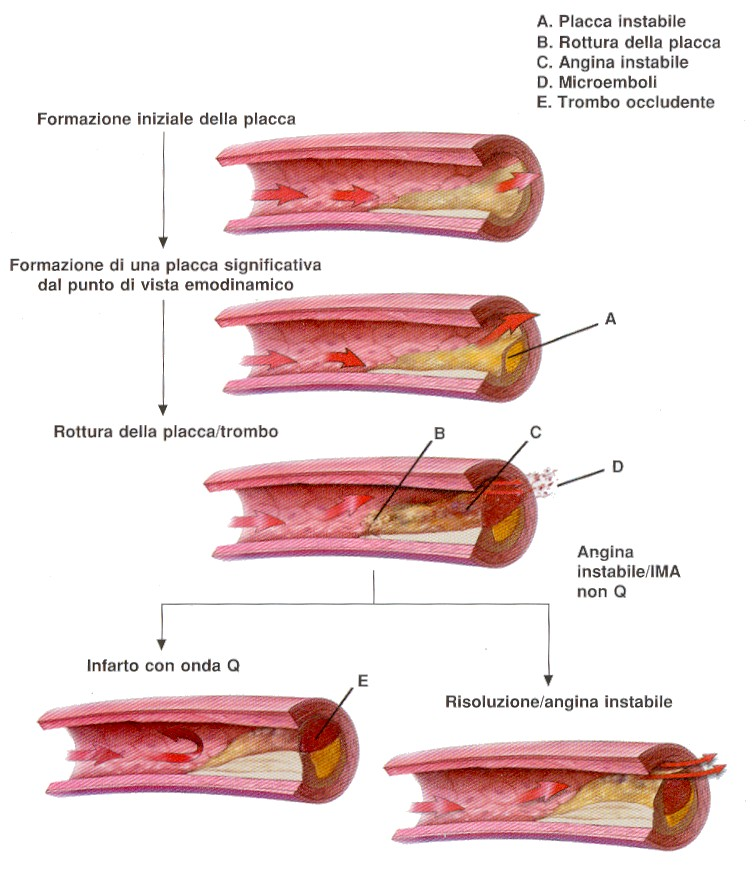 A. Placca instabile
B. Rottura della placca
C. Angina instabile
D. Microemboli
E. Trombo occludente
Formazione iniziale della placca
Formazione di una placca significativa
dal punto di vista emodinamico
A
Rottura della placca/trombo
B
C
D
Angina
instabile/IMA
non Q
Infarto con onda Q
E
Risoluzione/angina instabile